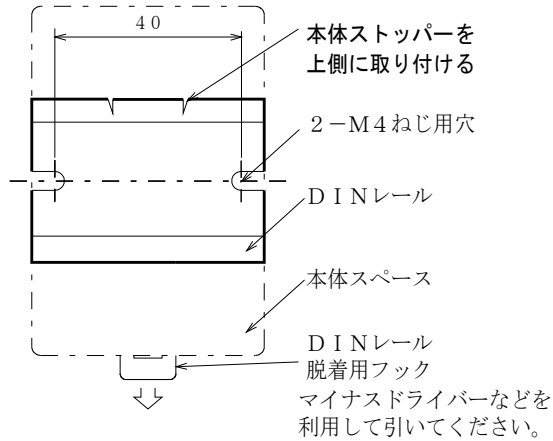 ４０
本体ストッパーを
上側に取り付ける
２－Ｍ４ねじ用穴
ＤＩＮレール
本体スペース
ＤＩＮレール
脱着用フック
マイナスドライバーなどを
利用して引いてください。